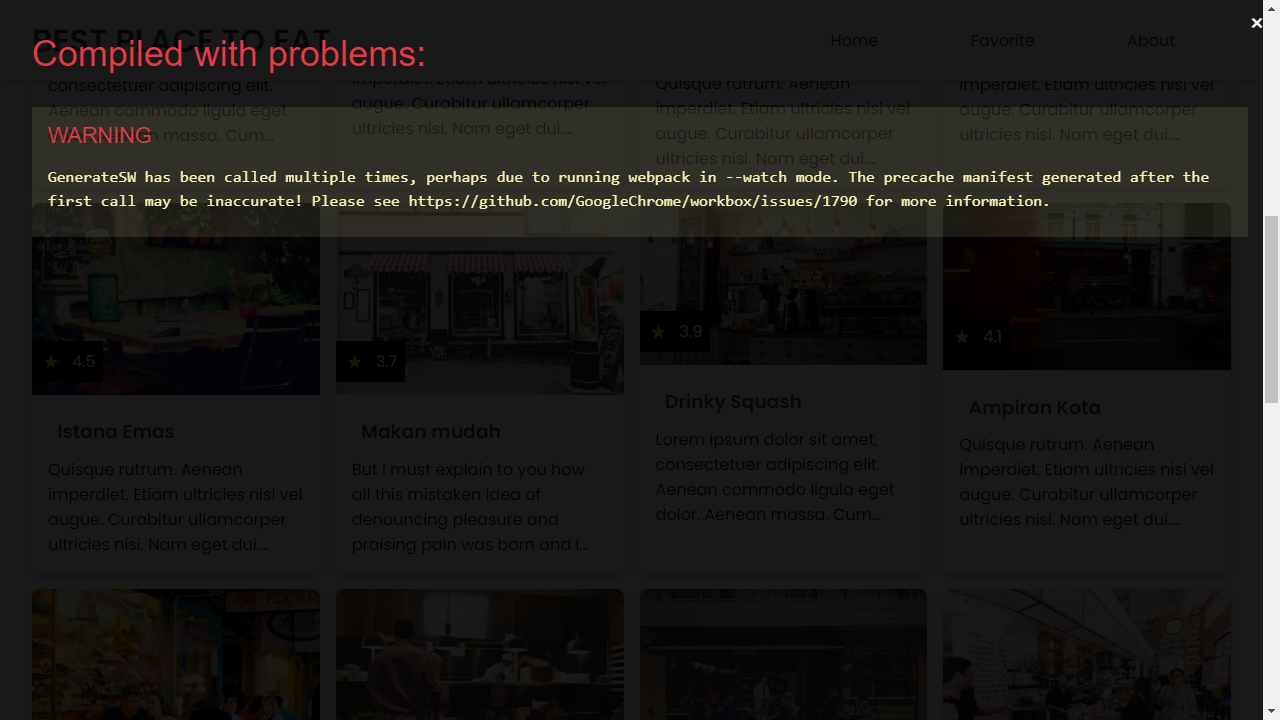 BEST PLACE TO EAT
Home Favorite About
Compiled with problems:
consectetuer adipiscing elit.
Aenean commodo ligula eget
massa. Cum...
augue. Curabitur ullamcorper
ultricies nisi. Nam eget dui....
Quisque rutrum. Aenean
imperdiet. Etiam ultricies nisi vel
augue. Curabitur ullamcorper
ultricies nisi. Nam eget dui....
imperdiet. Etiam ultricies nisi vel
augue. Curabitur ullamcorper
ultricies nisi. Nam eget dui....
WARNING
GenerateSW has been called multiple times, perhaps due to running webpack in --watch mode. The precache manifest generated after the
first call may be inaccurate! Please see https://github.com/GoogleChrome/workbox/issues/1790 for more information.
★ 4.5
Istana Emas
Quisque rutrum. Aenean
imperdiet. Etiam ultricies nisi vel
augue. Curabitur ullamcorper
ultricies nisi. Nam eget dui....
★ 3.7
Makan mudah
But I must explain to you how
all this mistaken idea of
denouncing pleasure and
praising pain was born and I...
★ 3.9
Drinky Squash
Lorem ipsum dolor sit amet,
consectetuer adipiscing elit.
Aenean commodo ligula eget
dolor. Aenean massa. Cum...
★ 4.1
Ampiran Kota
Quisque rutrum. Aenean
imperdiet. Etiam ultricies nisi vel
augue. Curabitur ullamcorper
ultricies nisi. Nam eget dui....